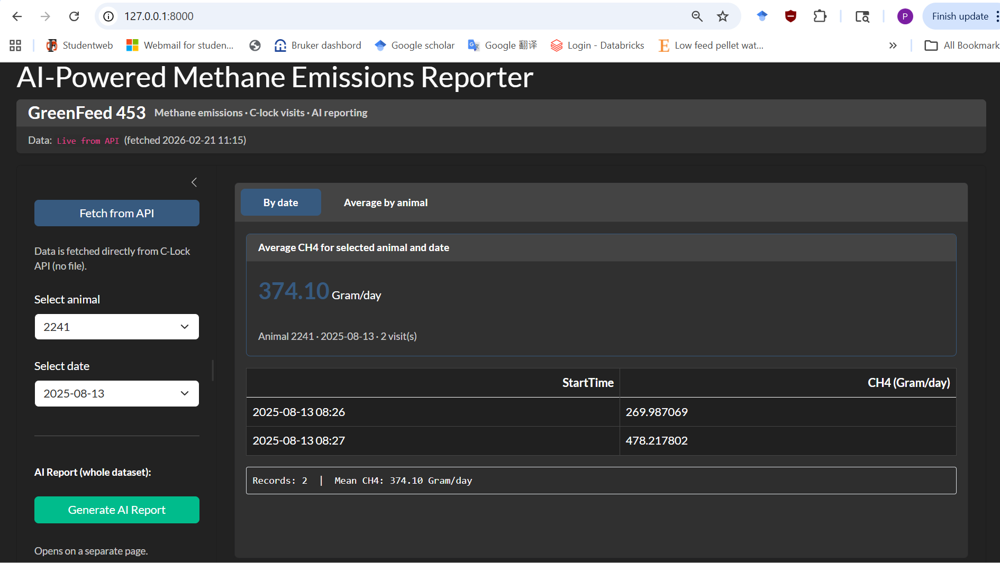 127.0.0.1:8000
P
Finish update
Studentweb
Webmail for studen...
Bruker dashbord
Google scholar
Google 翻译
Login - Databricks
E
Low feed pellet wat...
»
All Bookmark
AI-Powered Methane Emissions Reporter
GreenFeed 453 Methane emissions · C-lock visits · AI reporting
Data: Live from API (fetched 2026-02-21 11:15)
Fetch from API
Data is fetched directly from C-Lock
API (no file).
Select animal
2241
Select date
2025-08-13
AI Report (whole dataset):
Generate AI Report
Opens on a separate page.
By date
Average by animal
Average CH4 for selected animal and date
374.10 Gram/day
Animal 2241 · 2025-08-13 · 2 visit(s)
StartTime CH4 (Gram/day)
2025-08-13 08:26 269.987069
2025-08-13 08:27 478.217802
Records: 2 | Mean CH4: 374.10 Gram/day